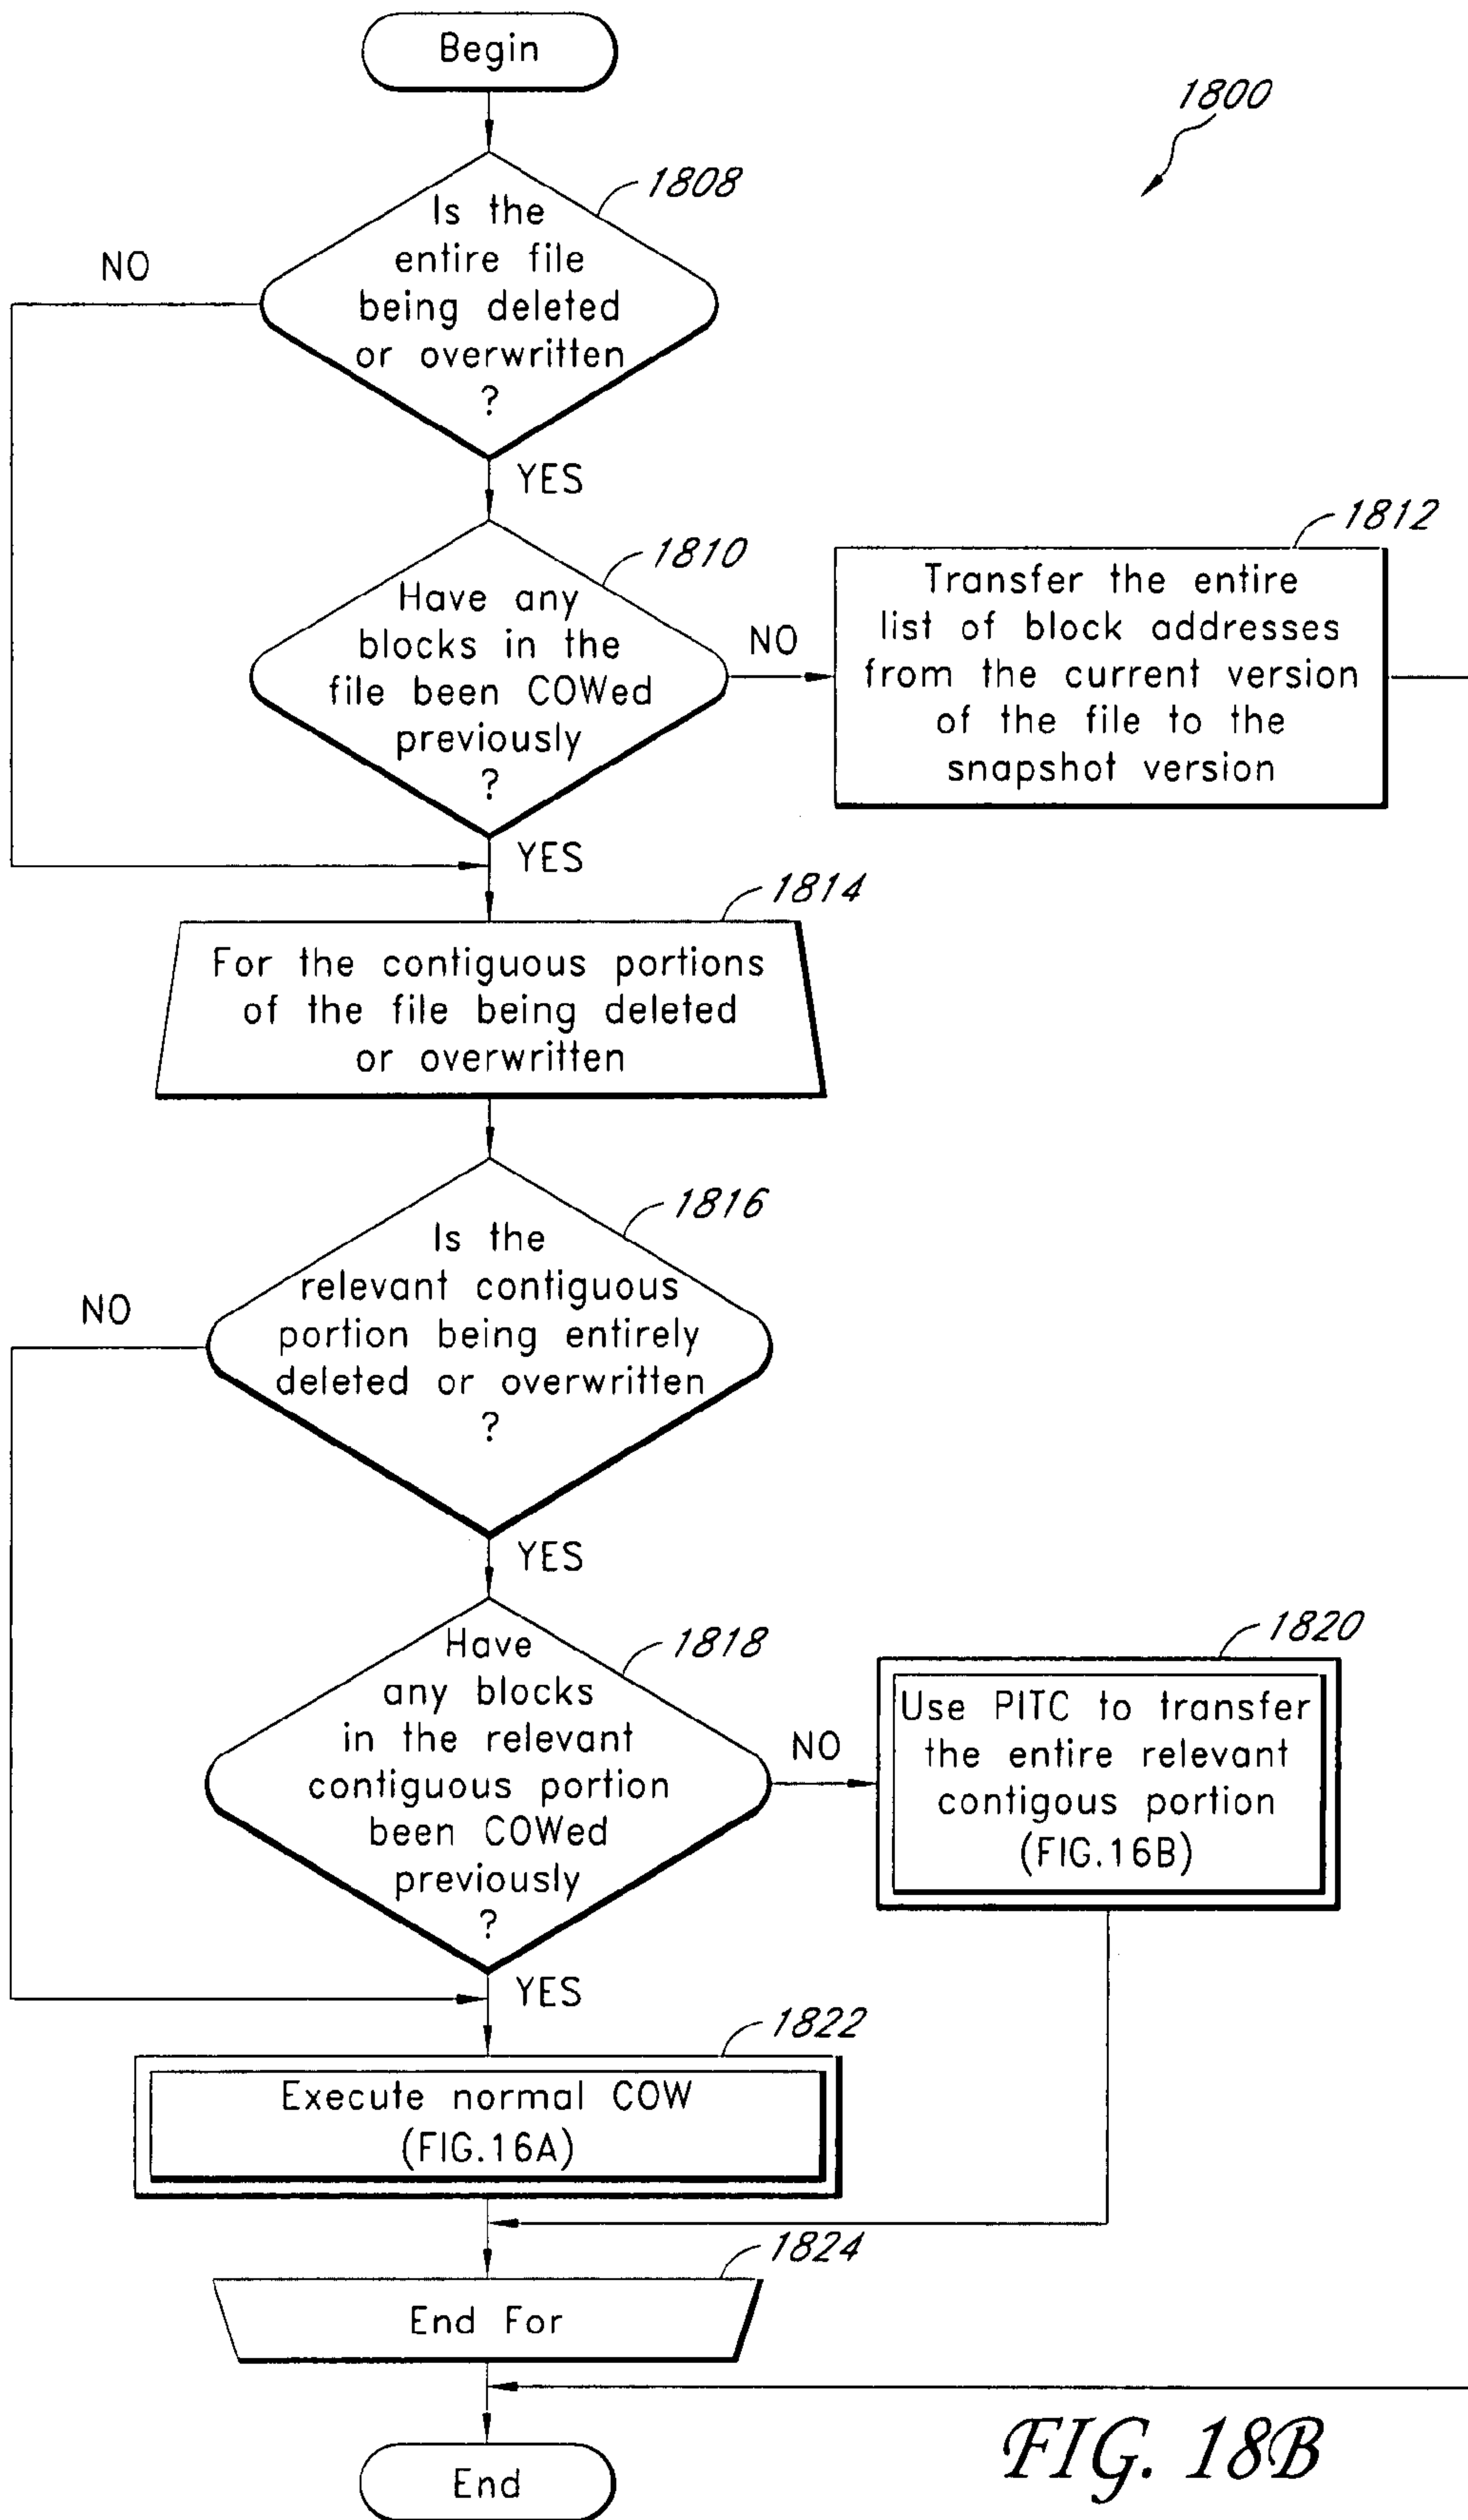 Begin
1800
1808
Is the
entire file
being deleted
or overwritten
?
NO
YES
1810
Have any
blocks in the
file been COWed
previously
?
NO
1812
Transfer the entire
list of block addresses
from the current version
of the file to the
snapshot version
YES
1814
For the contiguous portions
of the file being deleted
or overwritten
1816
Is the
relevant contiguous
portion being entirely
deleted or overwritten
?
NO
YES
1818
Have
any blocks
in the relevant
contiguous portion
been COWed
previously
?
NO
1820
Use PITC to transfer
the entire relevant
contigous portion
(FIG.16B)
YES
1822
Execute normal COW
(FIG.16A)
1824
End For
End
FIG. 18B